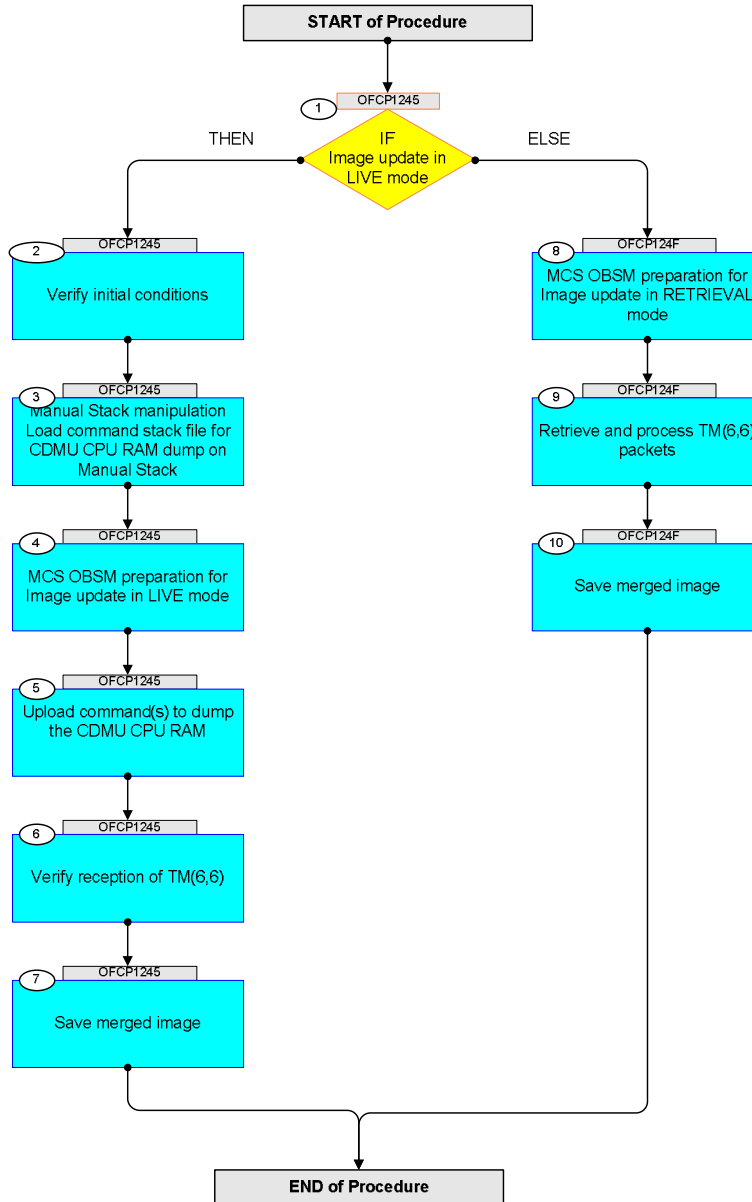 START of Procedure
1
OFCP1245
IF
Image update in
LIVE mode
THEN
ELSE
2
OFCP1245
Verify initial conditions
3
OFCP1245
Manual Stack manipulation
Load command stack file for
CDMU CPU RAM dump on
Manual Stack
4
OFCP1245
MCS OBSM preparation for
Image update in LIVE mode
5
OFCP1245
Upload command(s) to dump
the CDMU CPU RAM
6
OFCP1245
Verify reception of TM(6,6)
7
OFCP1245
Save merged image
8
OFCP124F
MCS OBSM preparation for
Image update in RETRIEVAL
mode
9
OFCP124F
Retrieve and process TM(6,6)
packets
10
OFCP124F
Save merged image
END of Procedure